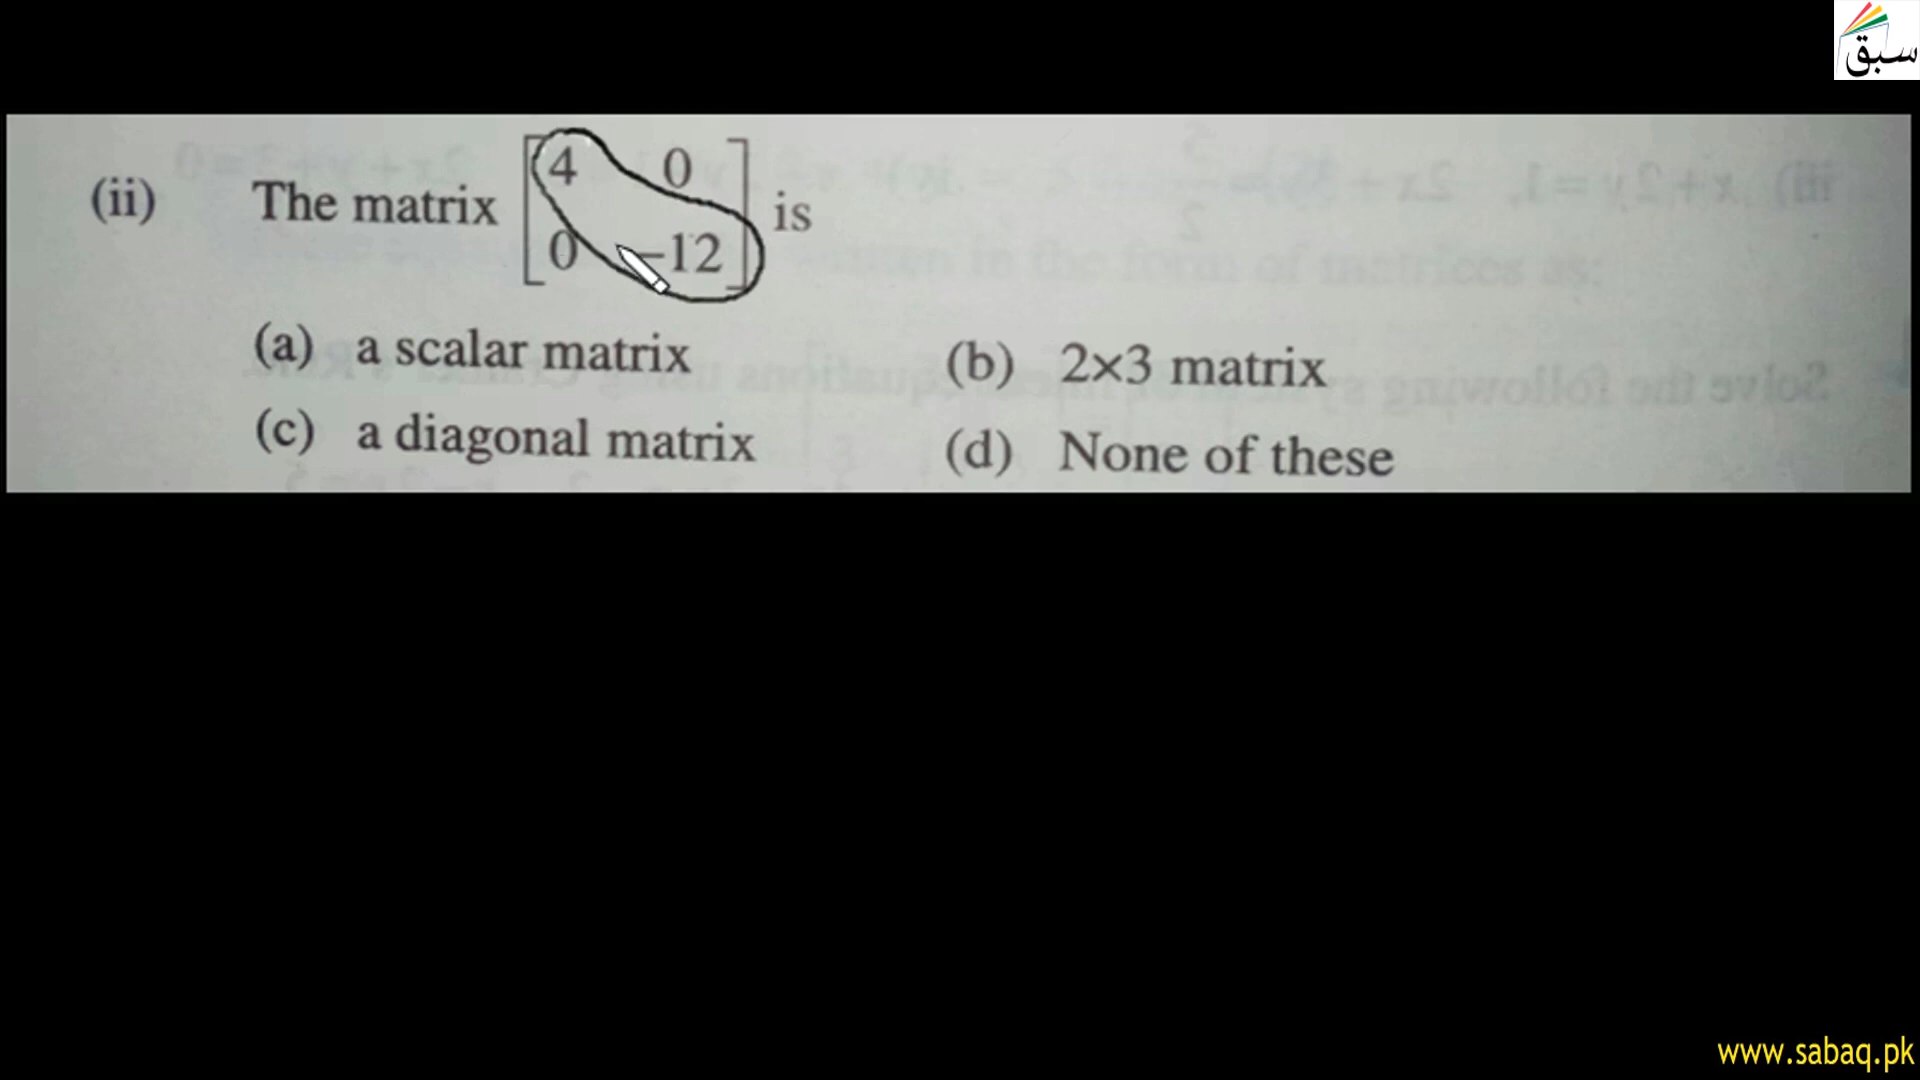 سبق
(ii) The matrix [4 0
0 -12] is
(a) a scalar matrix (b) 2×3 matrix
(c) a diagonal matrix (d) None of these
www.sabaq.pk